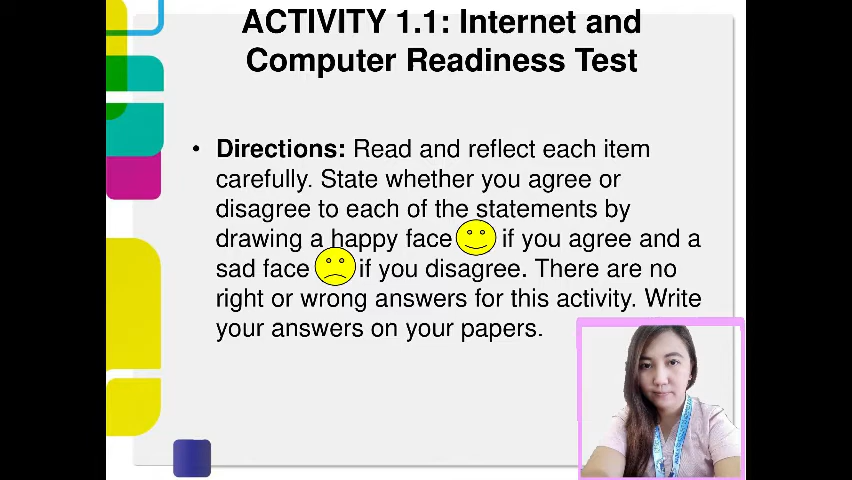 ACTIVITY 1.1: Internet and
Computer Readiness Test
• Directions: Read and reflect each item
carefully. State whether you agree or
disagree to each of the statements by
drawing a happy face if you agree and a
sad face if you disagree. There are no
right or wrong answers for this activity. Write
your answers on your papers.